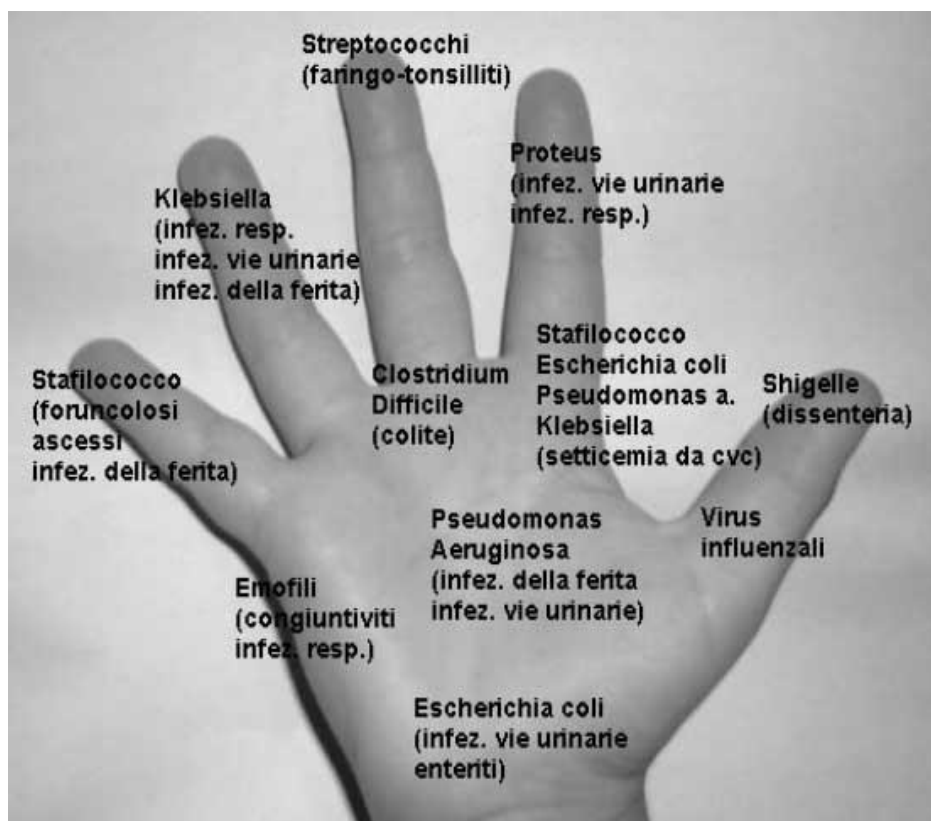 Streptococchi
(faringo-tonsilliti)
Proteus
(infez. vie urinarie
infez. resp.)
Klebsiella
(infez. resp.
infez. vie urinarie
infez. della ferita)
Stafilococco
(foruncolosi
ascessi
infez. della ferita)
Clostridium
Difficile
(colite)
Stafilococco
Escherichia coli
Pseudomonas a.
Klebsiella
(setticemia da cvc)
Shigelle
(dissenteria)
Pseudomonas
Aeruginosa
(infez. della ferita
infez. vie urinarie)
Virus
influenzali
Emofili
(congiuntiviti
infez. resp.)
Escherichia coli
(infez. vie urinarie
enteriti)